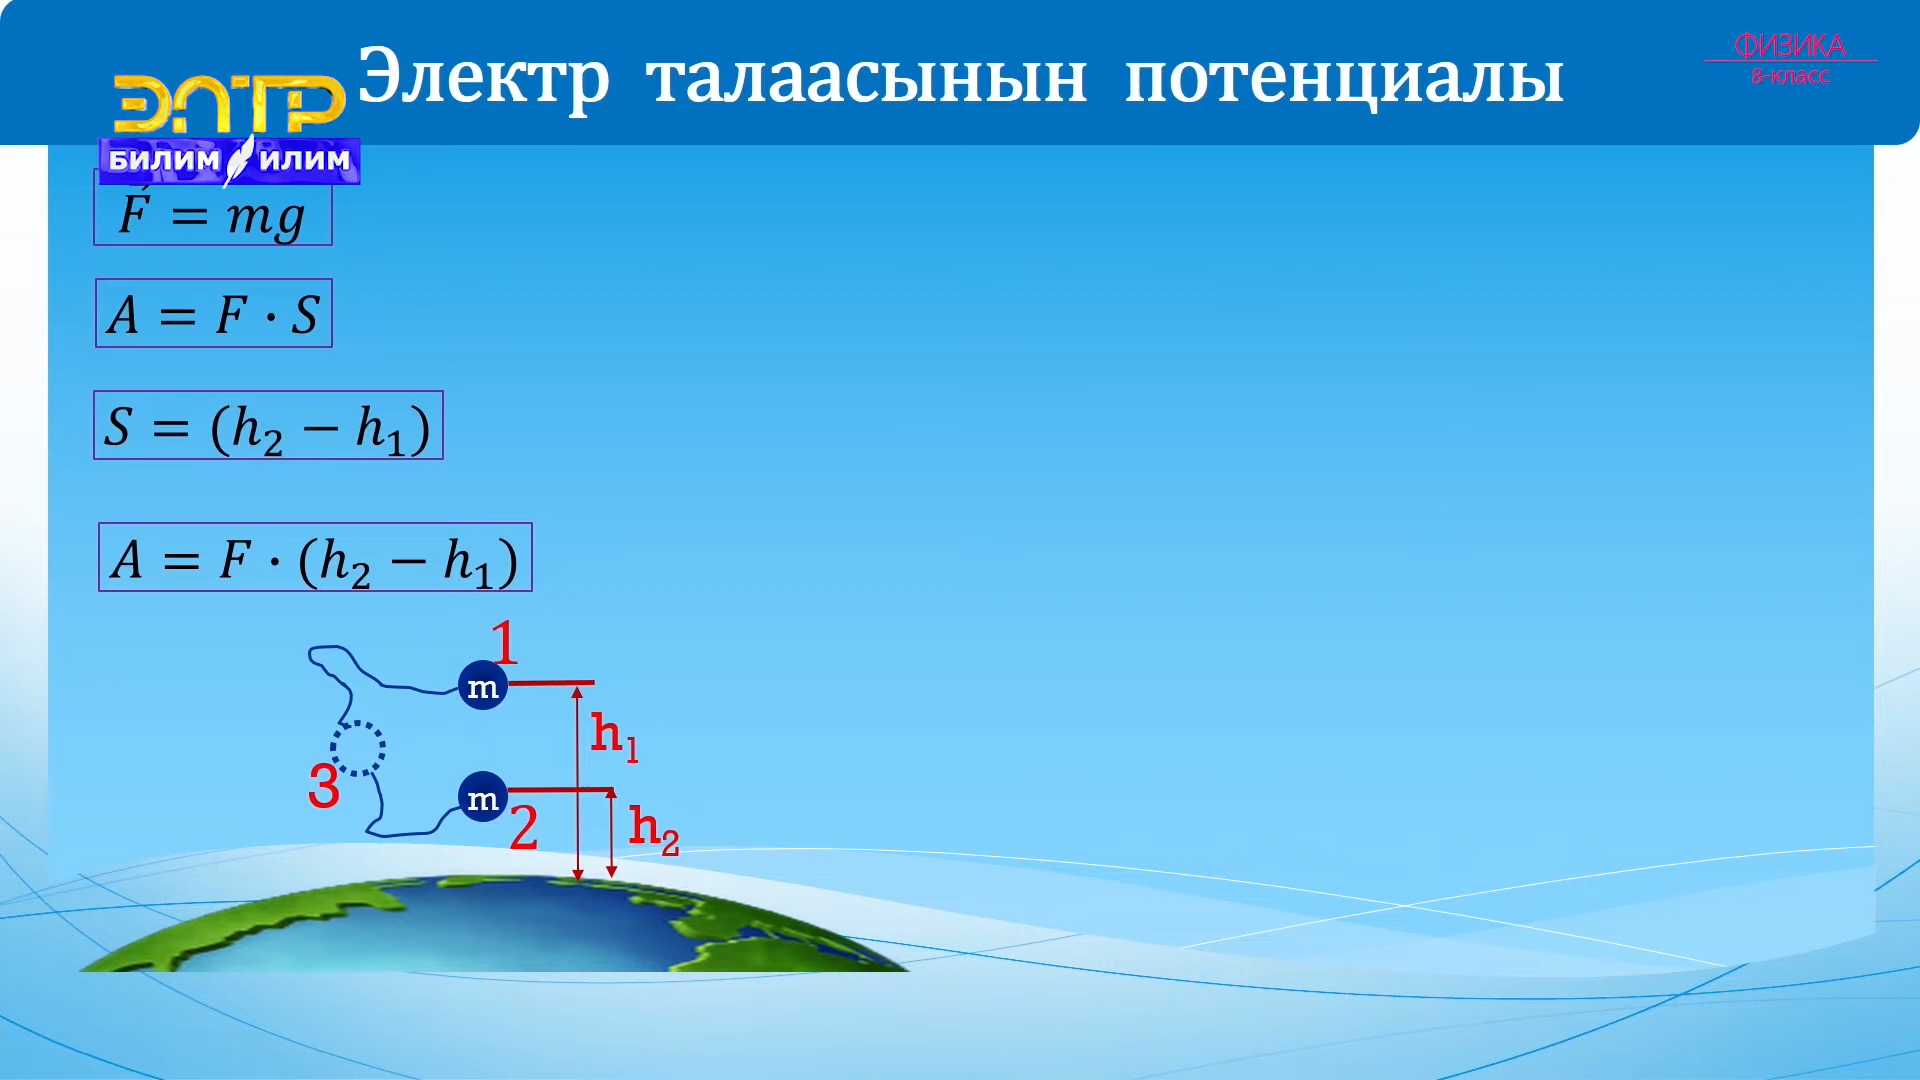 Электр талаасынын потенциалы
ФИЗИКА
8-класс
ЭЛТР
БИЛИМ ИЛИМ
F⃗ = mg
A = F · S
S = (h₂ − h₁)
A = F · (h₂ − h₁)
1
m
h₁
3
m
2
h₂